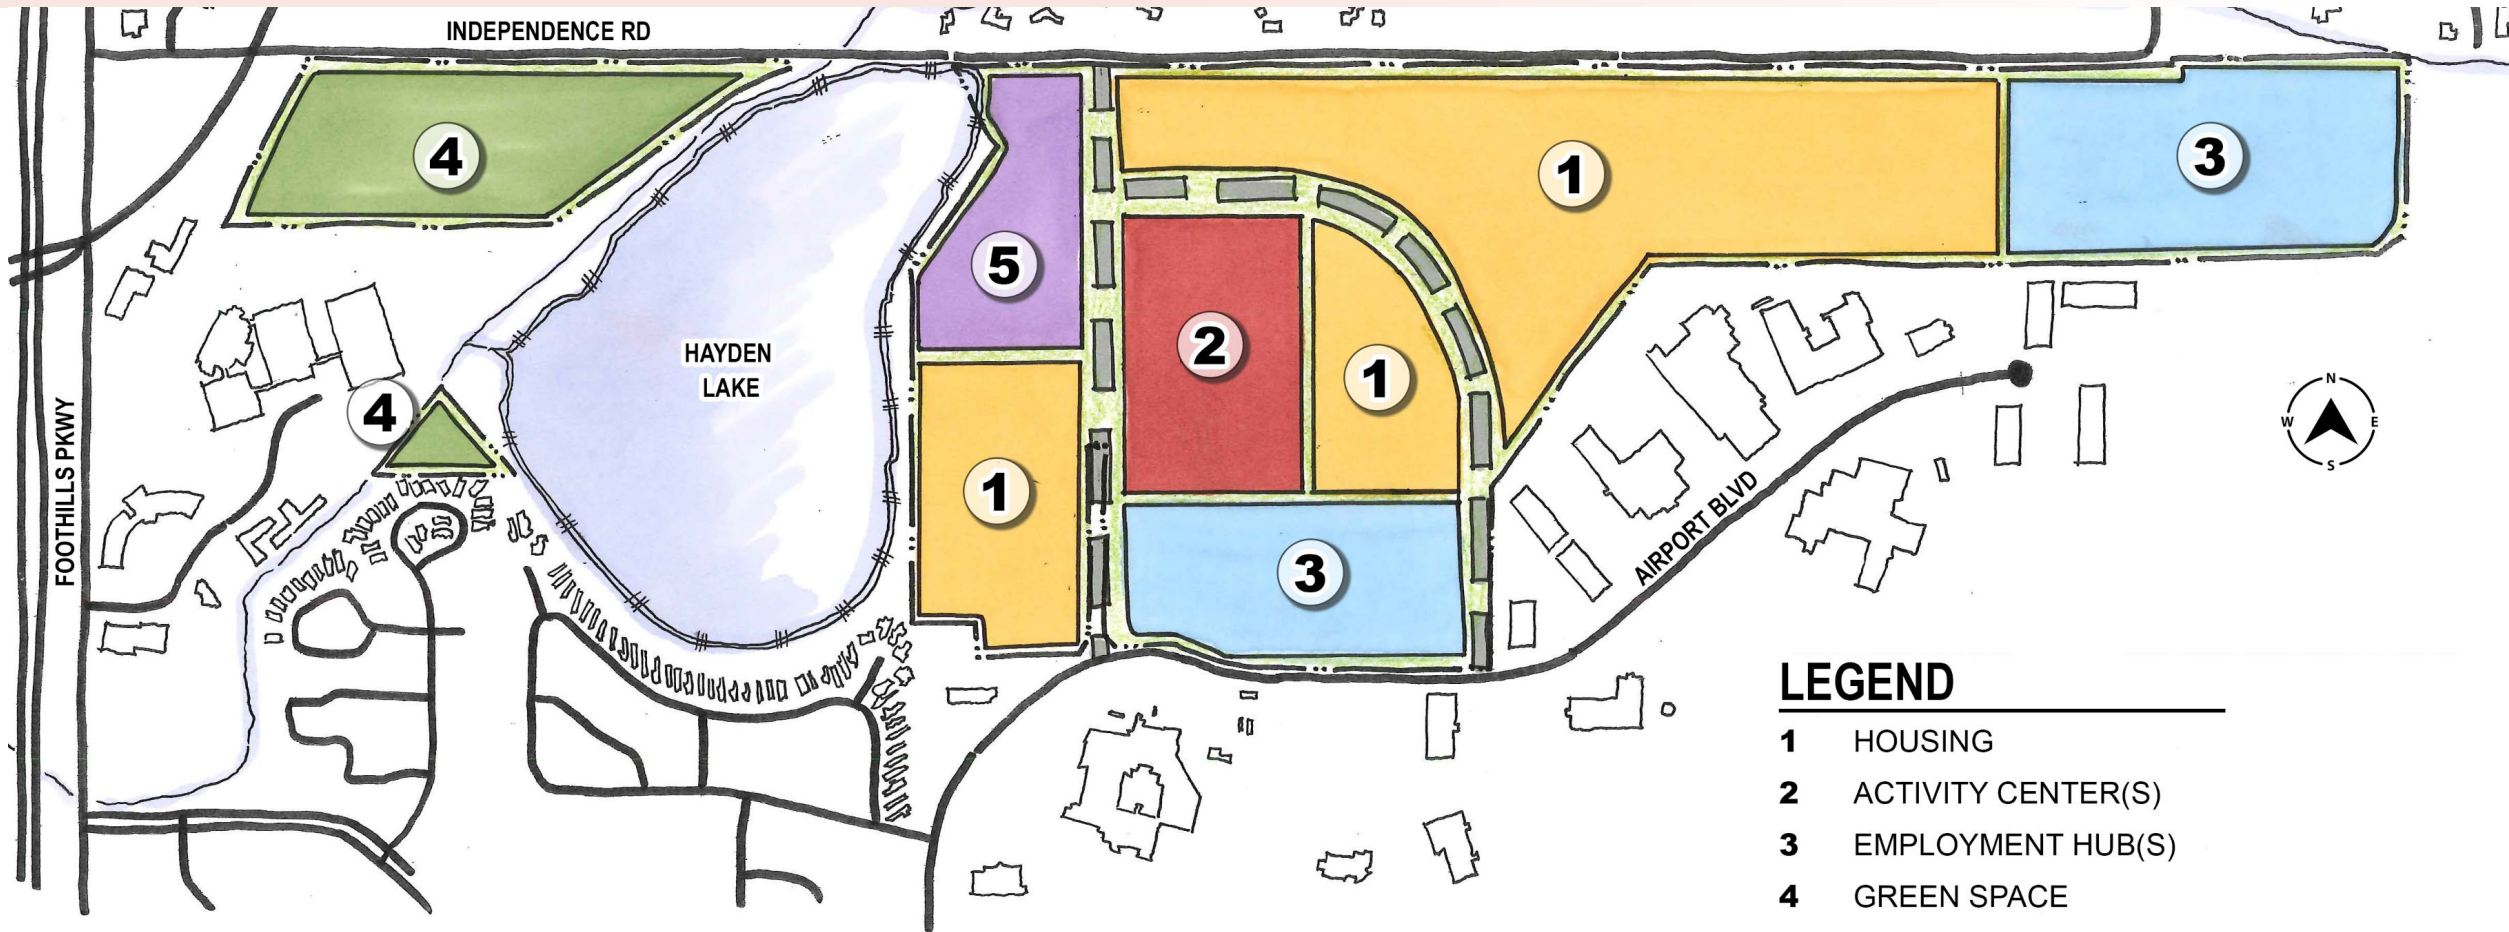 INDEPENDENCE RD
4
5
1
3
2
HAYDEN
LAKE
1
4
1
3
FOOTHILLS PKWY
AIRPORT BLVD
N
W E
S
LEGEND
1 HOUSING
2 ACTIVITY CENTER(S)
3 EMPLOYMENT HUB(S)
4 GREEN SPACE